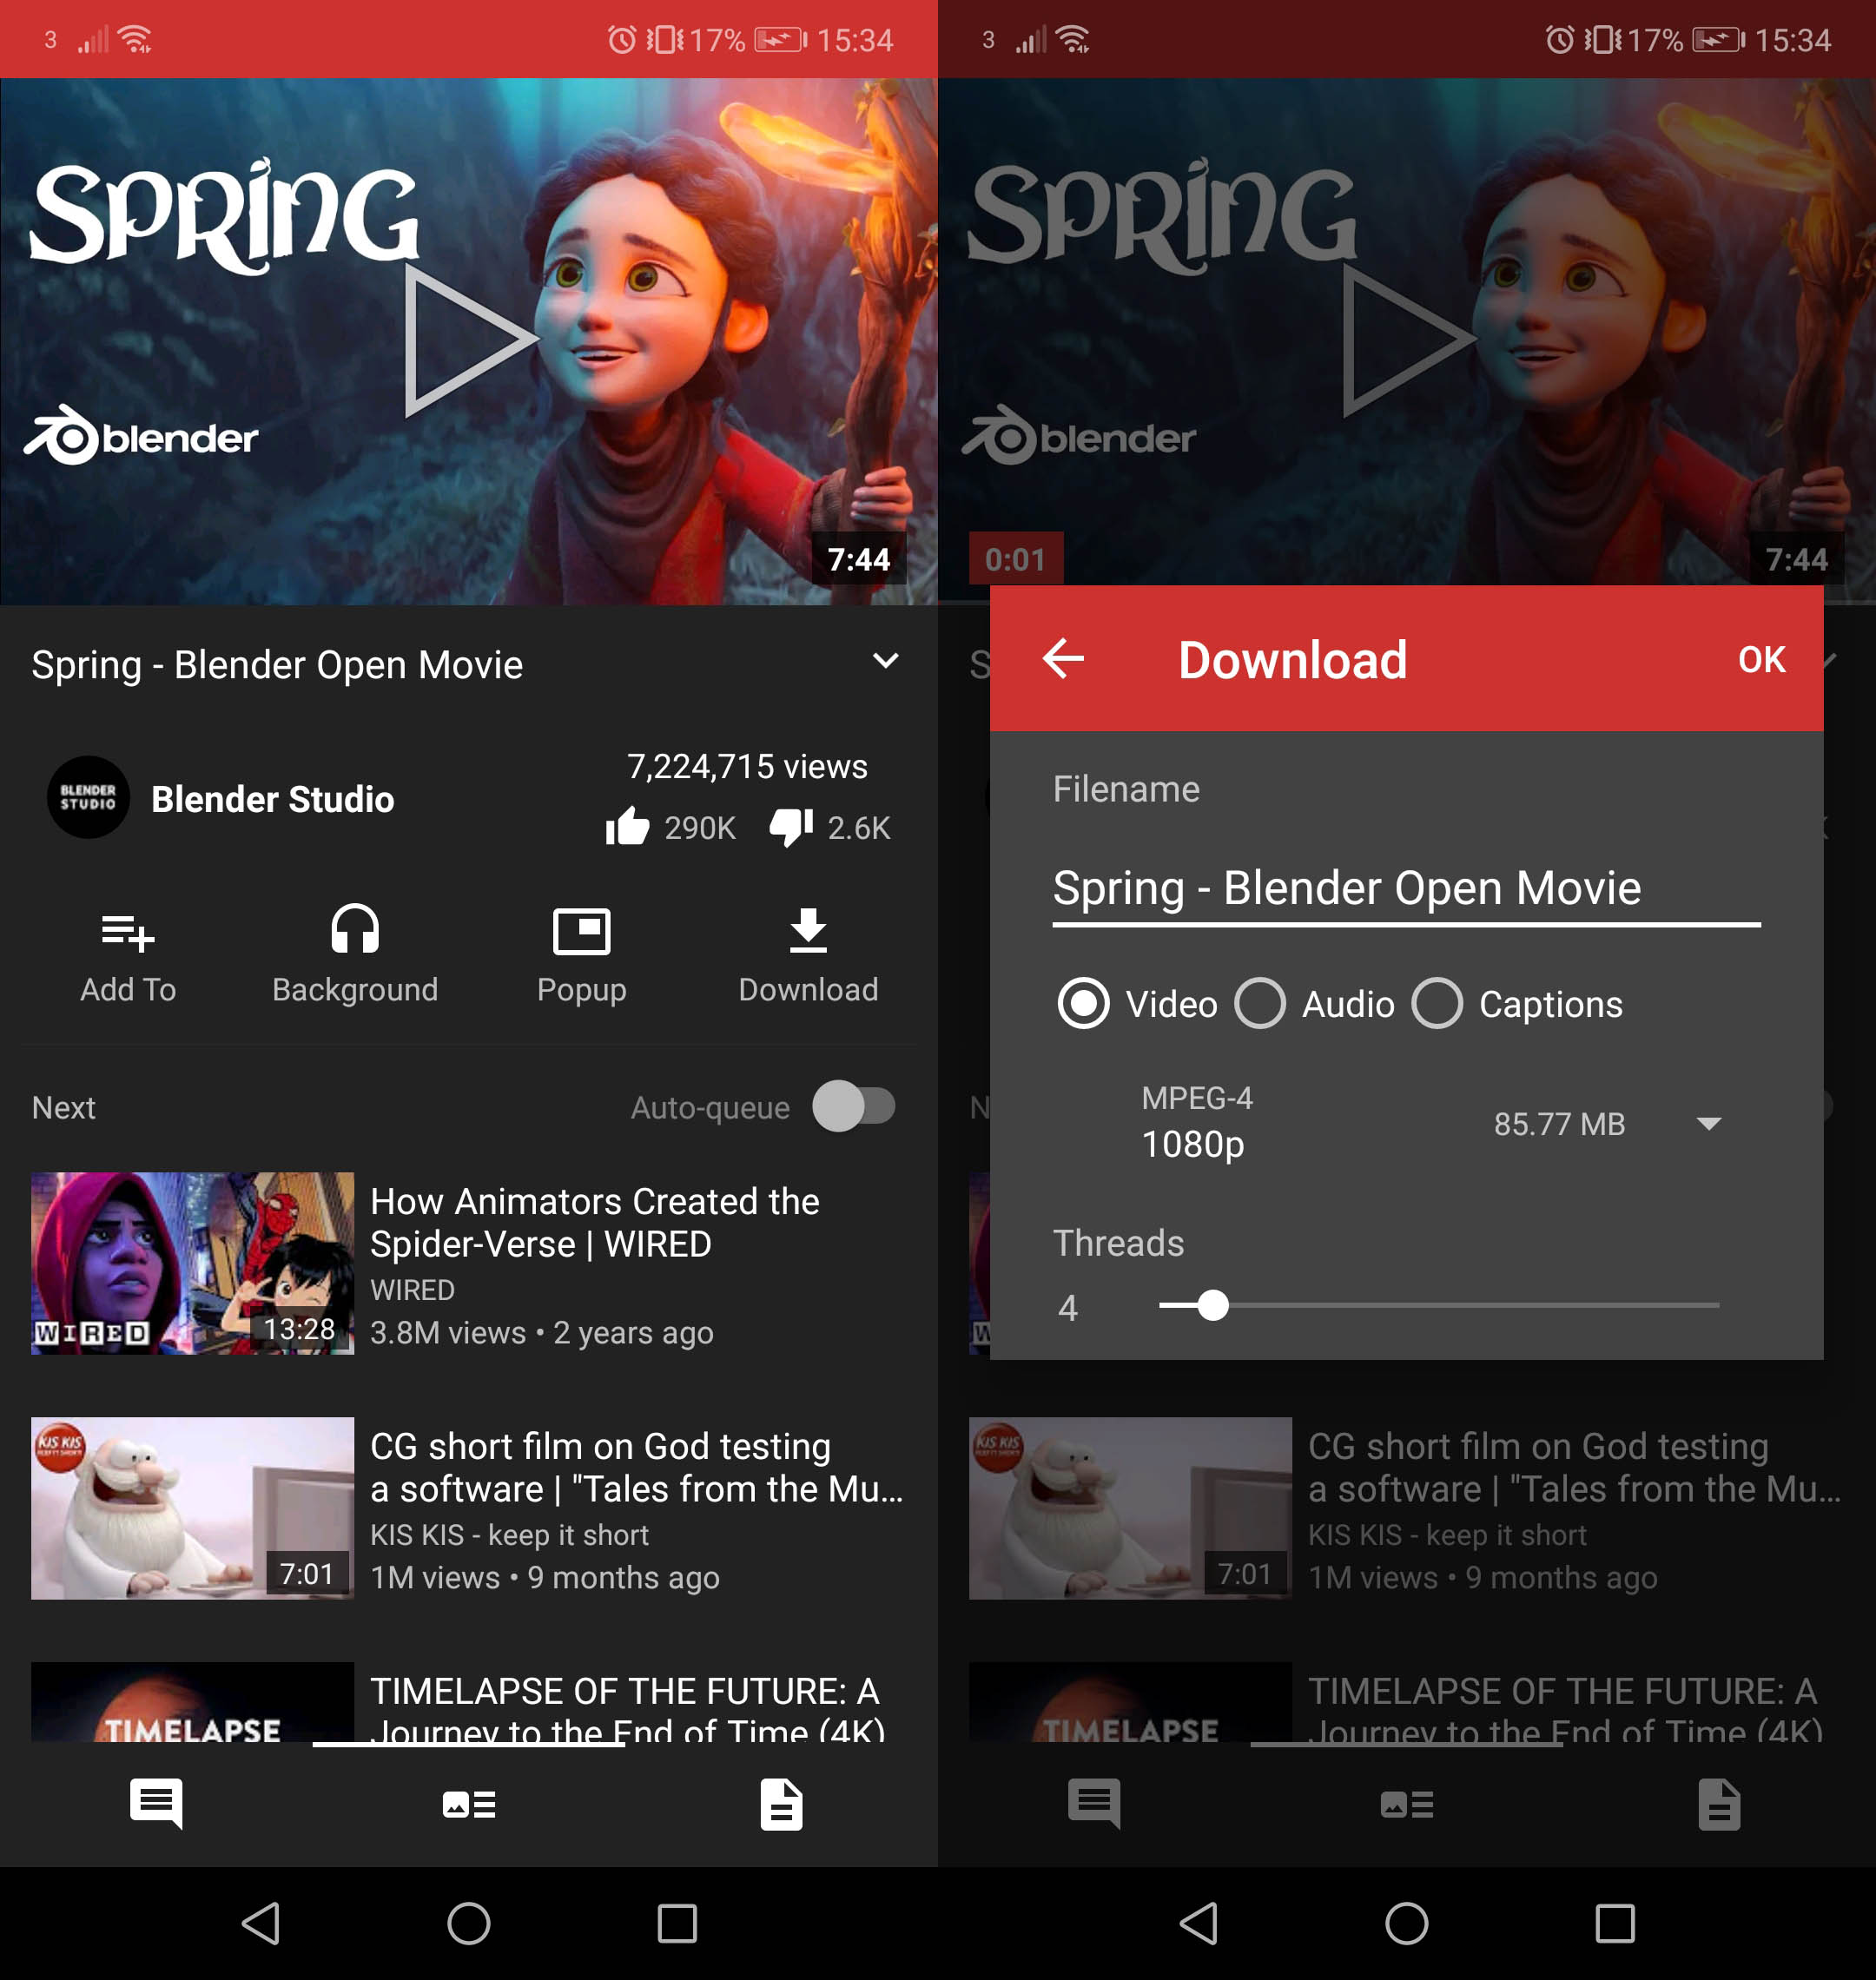 3
17%
15:34
SPRING
blender
7:44
Spring - Blender Open Movie
BLENDER
STUDIO
Blender Studio
7,224,715 views
290K
2.6K
Add To
Background
Popup
Download
Next
Auto-queue
WIRED
13:28
How Animators Created the
Spider-Verse | WIRED
WIRED
3.8M views • 2 years ago
KIS KIS
7:01
CG short film on God testing
a software | "Tales from the Mu...
KIS KIS - keep it short
1M views • 9 months ago
TIMELAPSE
TIMELAPSE OF THE FUTURE: A
Journey to the End of Time (4K)
3
17%
15:34
SPRING
blender
0:01
7:44
S
Download
OK
Filename
Spring - Blender Open Movie
Video
Audio
Captions
MPEG-4
1080p
85.77 MB
Threads
4
N
W
K
KIS KIS
7:01
CG short film on God testing
a software | "Tales from the Mu...
KIS KIS - keep it short
1M views • 9 months ago
TIMELAPSE
TIMELAPSE OF THE FUTURE: A
Journey to the End of Time (4K)